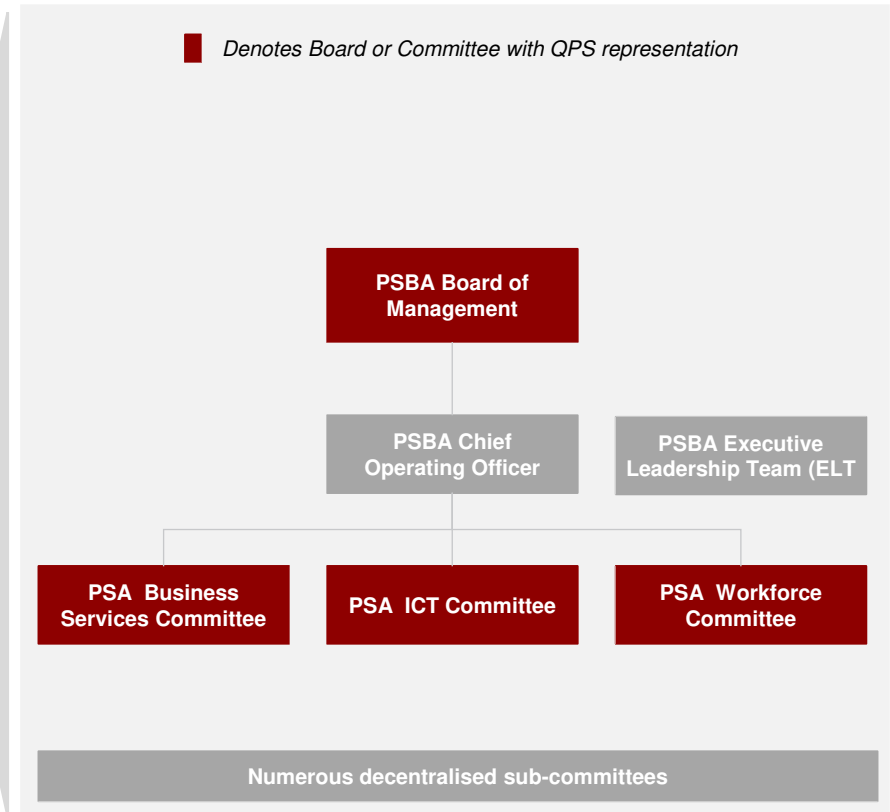 Denotes Board or Committee with QPS representation
PSBA Board of
Management
PSBA Chief
Operating Officer
PSBA Executive
Leadership Team (ELT
PSA Business
Services Committee
PSA ICT Committee
PSA Workforce
Committee
Numerous decentralised sub-committees